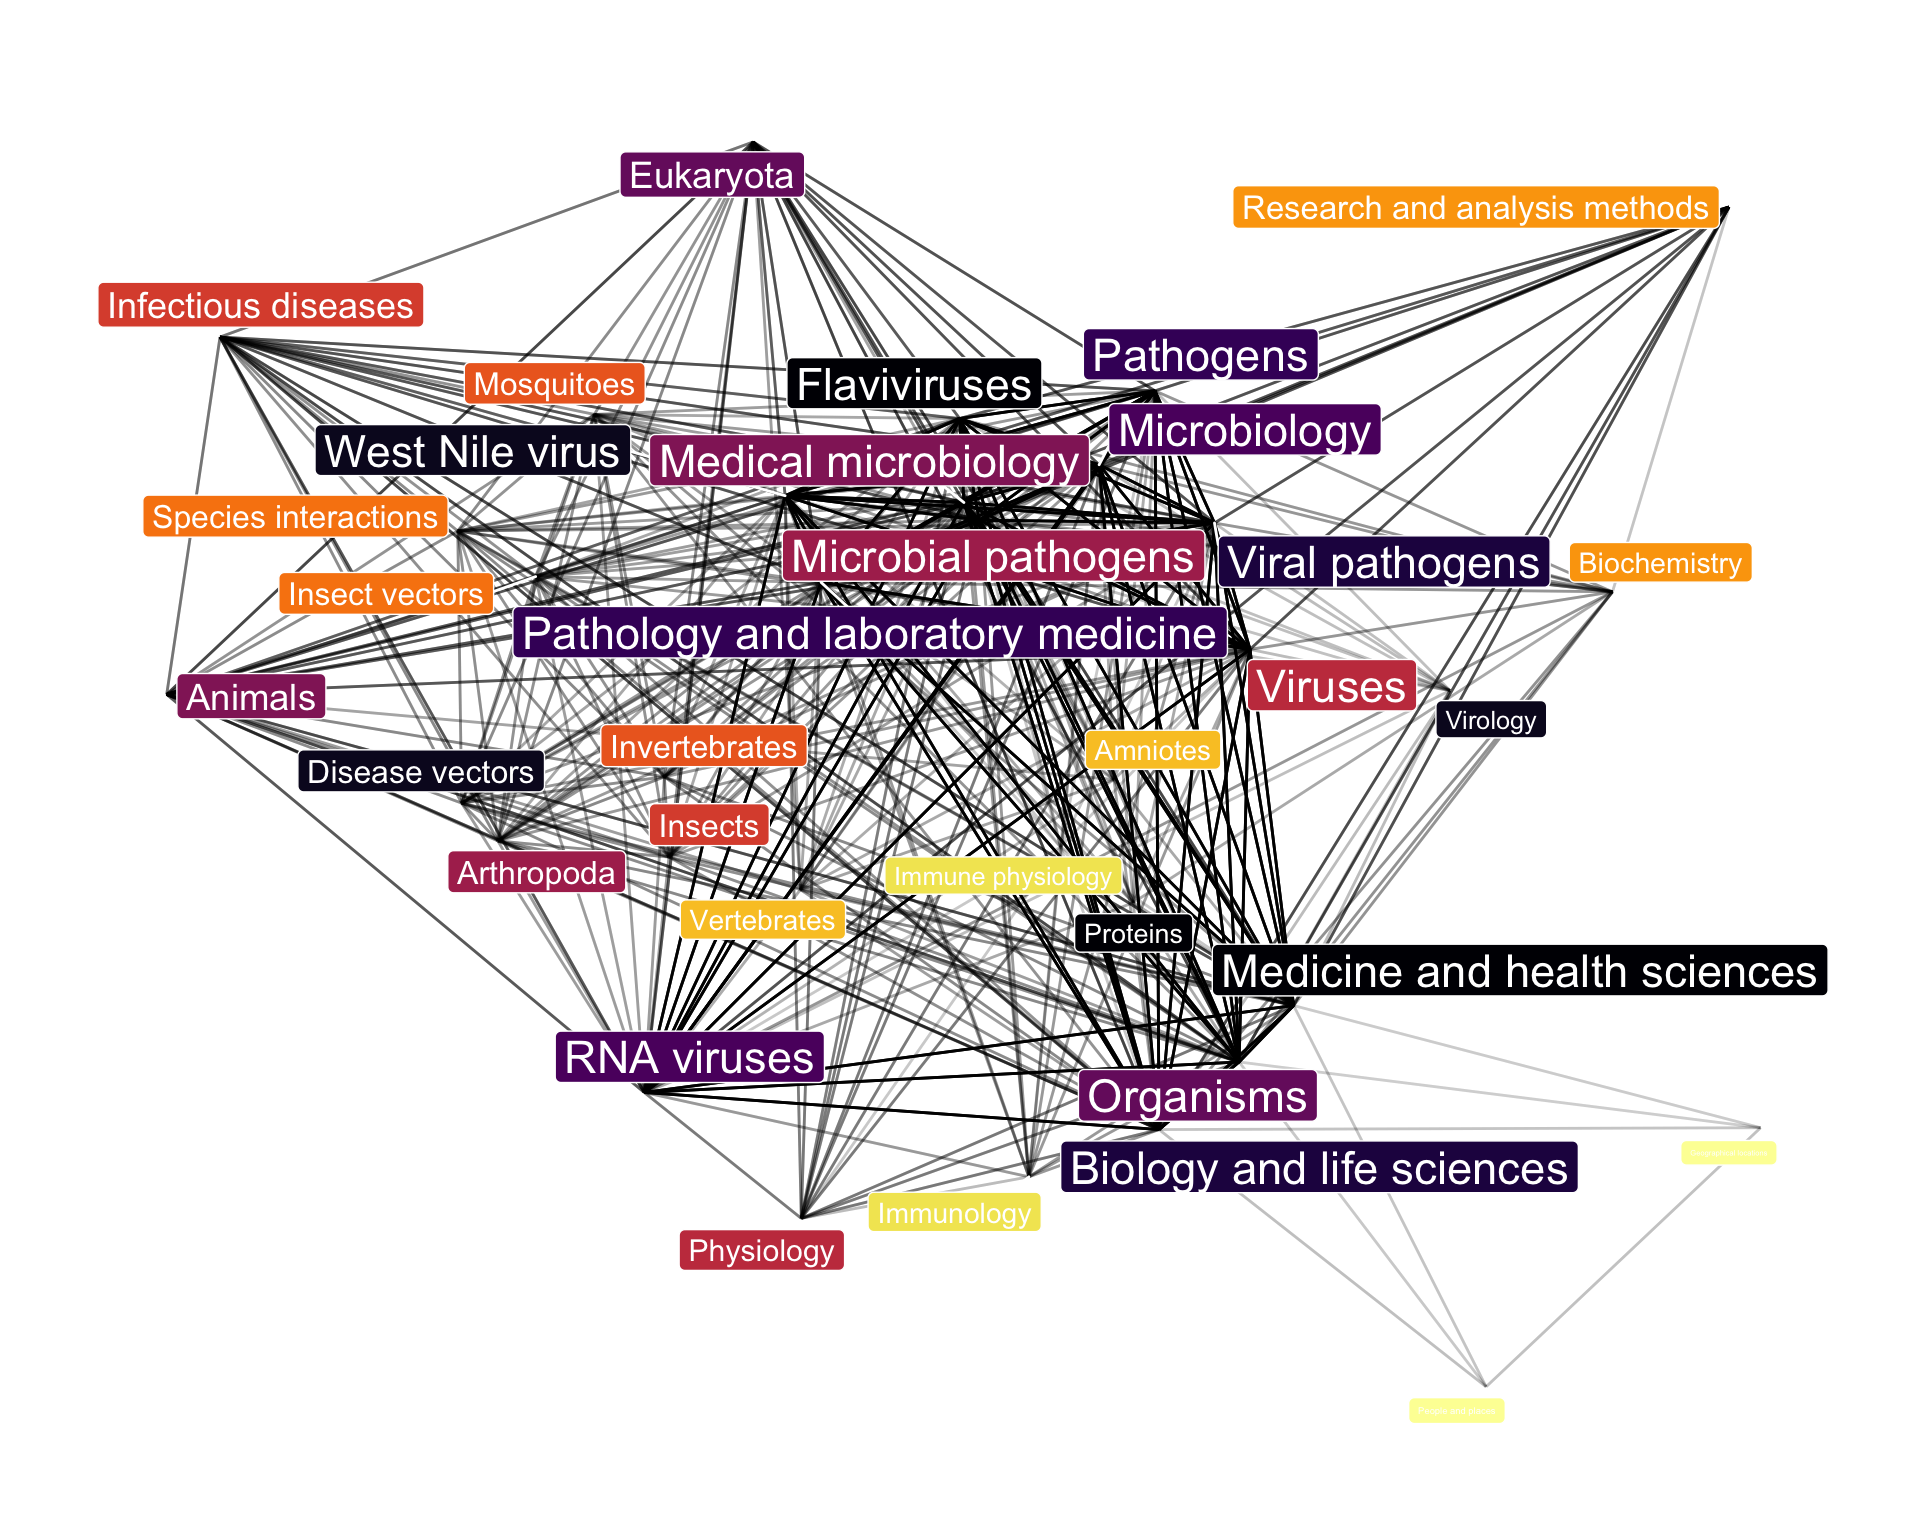 Eukaryota
Research and analysis methods
Infectious diseases
Pathogens
Mosquitoes
Flaviviruses
Microbiology
West Nile virus
Medical microbiology
Species interactions
Microbial pathogens
Viral pathogens
Biochemistry
Insect vectors
Pathology and laboratory medicine
Viruses
Animals
Virology
Invertebrates
Amniotes
Disease vectors
Insects
Arthropoda
Immune physiology
Vertebrates
Proteins
Medicine and health sciences
RNA viruses
Organisms
Biology and life sciences
Immunology
Physiology